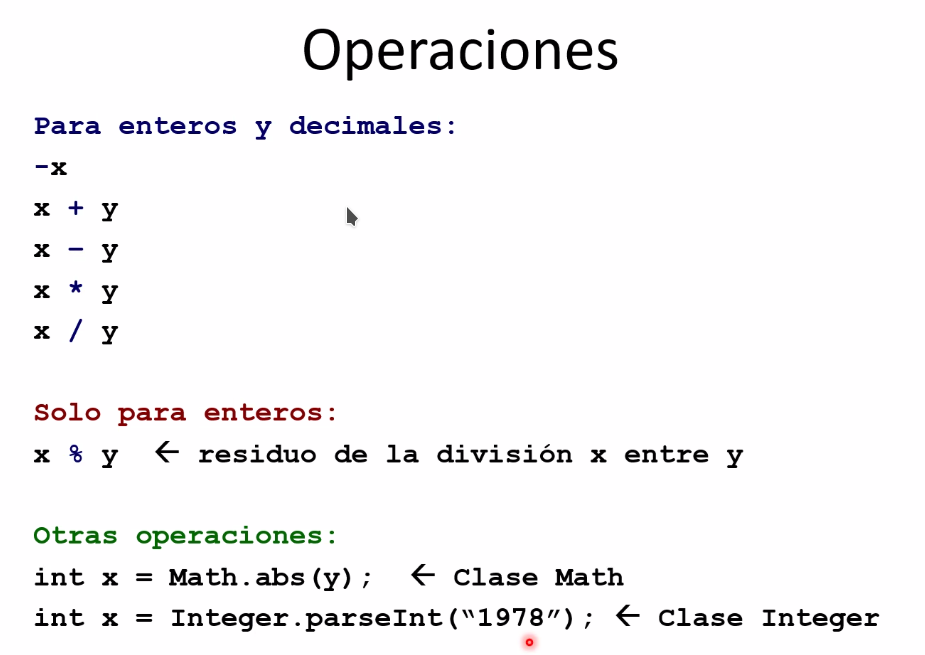 Operaciones
Para enteros y decimales:
-x
x + y
x – y
x * y
x / y
Solo para enteros:
x % y ← residuo de la división x entre y
Otras operaciones:
int x = Math.abs(y); ← Clase Math
int x = Integer.parseInt(“1978”); ← Clase Integer